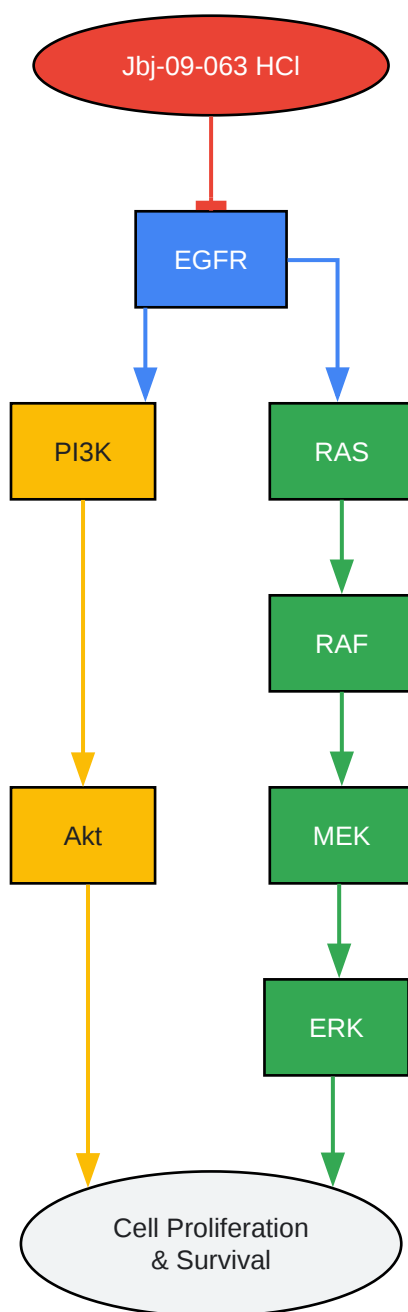 Jbj-09-063 HCl
EGFR
PI3K
RAS
RAF
Akt
MEK
ERK
Cell Proliferation
& Survival